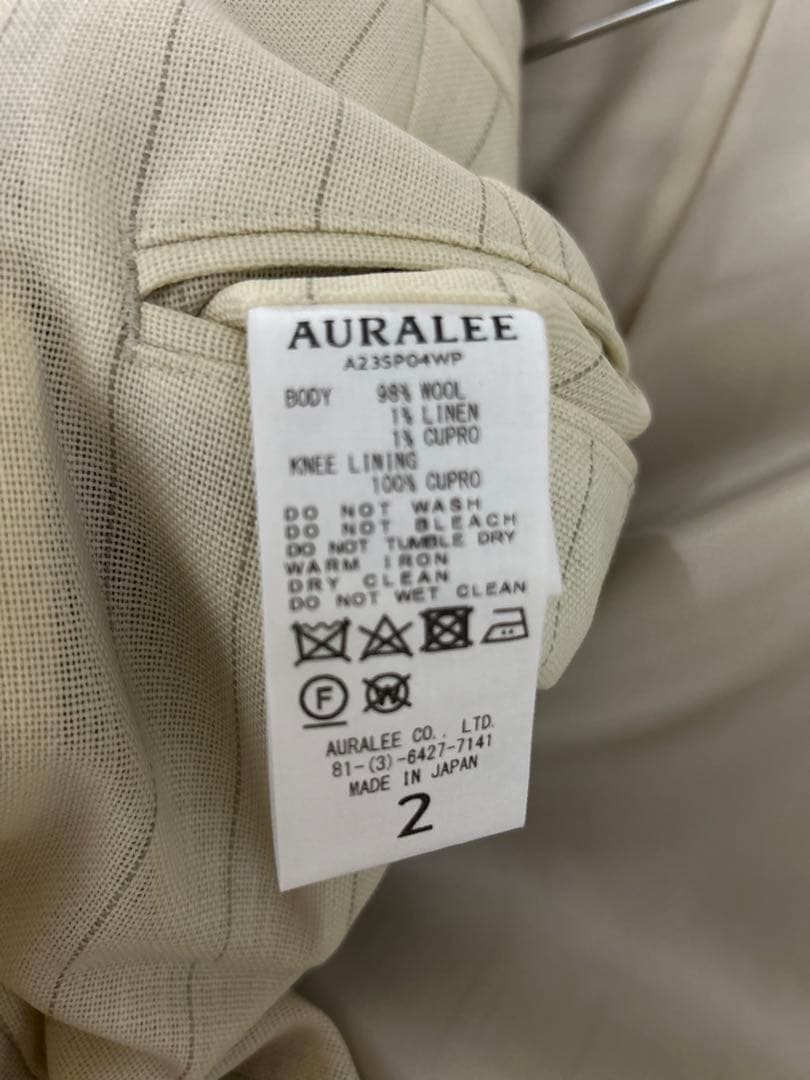 AURALEE
A23SP04WP
BODY 98% WOOL
1% LINEN
1% CUPRO
KNEE LINING
100% CUPRO
DO NOT WASH
DO NOT BLEACH
DO NOT TUMBLE DRY
WARM IRON
DRY CLEAN
DO NOT WET CLEAN
F W
AURALEE CO., LTD.
81-(3)-6427-7141
MADE IN JAPAN
2